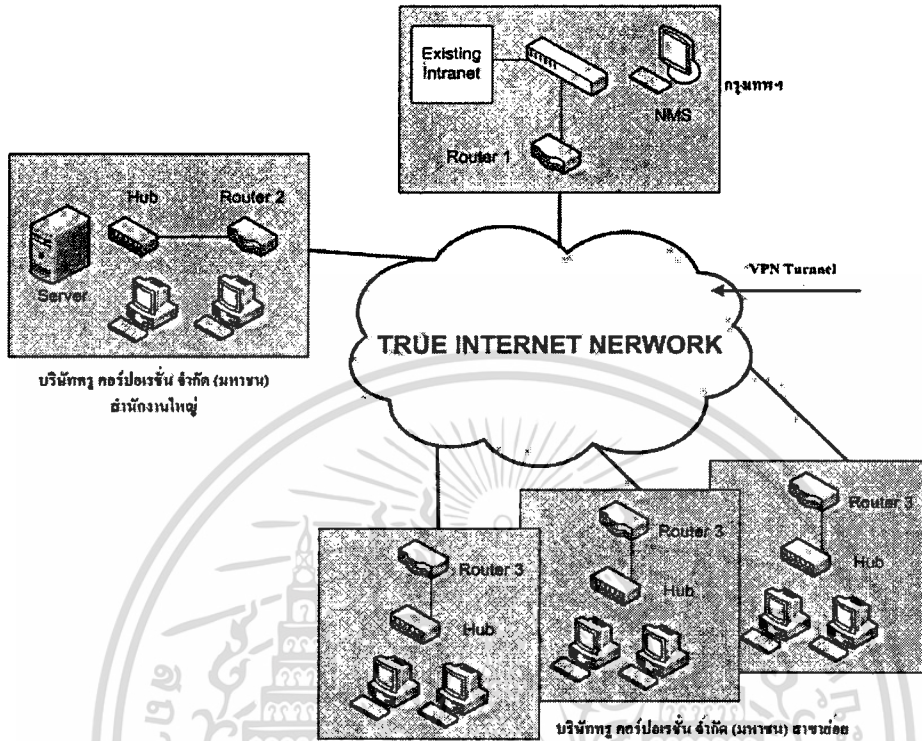 Existing
Intranet
NMS
กรุงเทพฯ
Router 1
Hub
Router 2
Server
VPN Tunnel
TRUE INTERNET NERWORK
บริษัททรู คอร์ปอเรชั่น จำกัด (มหาชน)
สำนักงานใหญ่
Router 3
Hub
Router 3
Hub
Router 3
Hub
บริษัททรู คอร์ปอเรชั่น จำกัด (มหาชน) สาขาย่อย